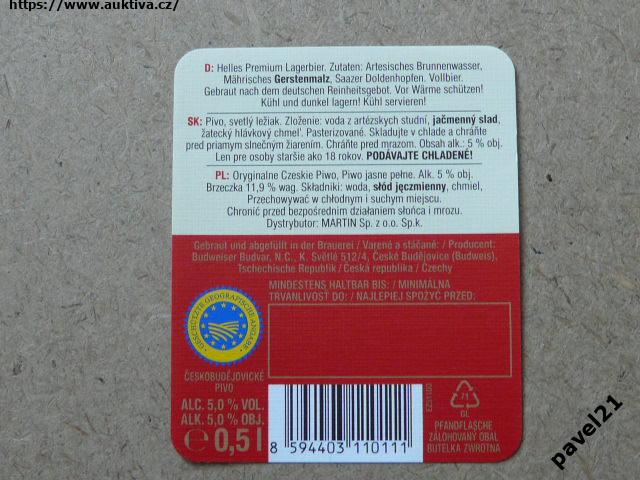 https://www.auktiva.cz/
D: Helles Premium Lagerbier. Zutaten: Artesisches Brunnenwasser,
Mährisches Gerstenmalz, Saazer Doldenhopfen. Vollbier.
Gebraut nach dem deutschen Reinheitsgebot. Vor Wärme schützen!
Kühl und dunkel lagern! Kühl servieren!
SK: Pivo, svetlý ležiak. Zloženie: voda z artézskych studní, jačmenný slad,
žatecký hlávkový chmeľ. Pasterizované. Skladujte v chlade a chráňte
pred priamym slnečným žiarením. Chráňte pred mrazom. Obsah alk.: 5 % obj.
Len pre osoby staršie ako 18 rokov. PODÁVAJTE CHLADENÉ!
PL: Oryginalne Czeskie Piwo, Piwo jasne pełne. Alk. 5 % obj.
Brzeczka 11,9 % wag. Składniki: woda, słód jęczmienny, chmiel,
Przechowywać w chłodnym i suchym miejscu.
Chronić przed bezpośrednim działaniem słońca i mrozu.
Dystrybutor: MARTIN Sp. z o.o. Sp.k.
Gebraut und abgefüllt in der Brauerei / Varené a stáčané: / Producent:
Budweiser Budvar, N.C., K. Světlé 512/4, České Budějovice (Budweis),
Tschechische Republik / Česká republika / Czechy
MINDESTENS HALTBAR BIS: / MINIMÁLNA
TRVANLIVOSŤ DO: / NAJLEPIEJ SPOŻYĆ PRZED:
GESCHÜTZTE GEOGRAFISCHE ANGABE
ČESKOBUDĚJOVICKÉ
PIVO
ALC. 5,0 % VOL.
ALK. 5,0 % OBJ.
℮ 0,5 l
8 594403 110111
71
GL
PFANDFLASCHE
ZÁLOHOVANÝ OBAL
BUTELKA ZWROTNA
pavel21